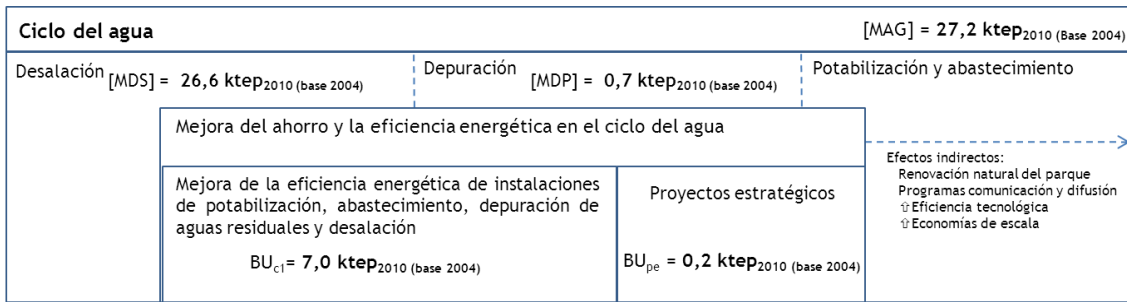 Ciclo del agua [MAG] = 27,2 ktep2010 (Base 2004)
Desalación [MDS] = 26,6 ktep2010 (base 2004) Depuración [MDP] = 0,7 ktep2010 (base 2004) Potabilización y abastecimiento
Mejora del ahorro y la eficiencia energética en el ciclo del agua
Mejora de la eficiencia energética de instalaciones
de potabilización, abastecimiento, depuración de
aguas residuales y desalación
BUc1= 7,0 ktep2010 (base 2004)
Proyectos estratégicos
BUpe = 0,2 ktep2010 (base 2004)
Efectos indirectos:
Renovación natural del parque
Programas comunicación y difusión
⇧Eficiencia tecnológica
⇧Economías de escala